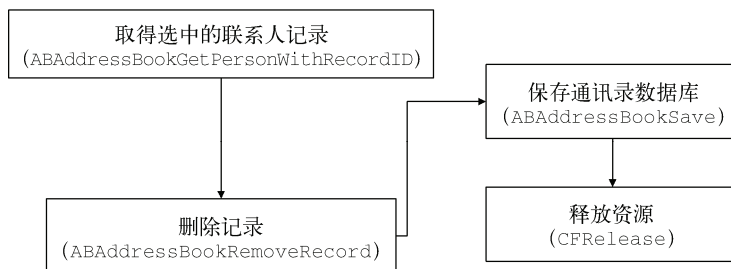 取得选中的联系人记录
(ABAddressBookGetPersonWithRecordID)
删除记录
(ABAddressBookRemoveRecord)
保存通讯录数据库
(ABAddressBookSave)
释放资源
(CFRelease)